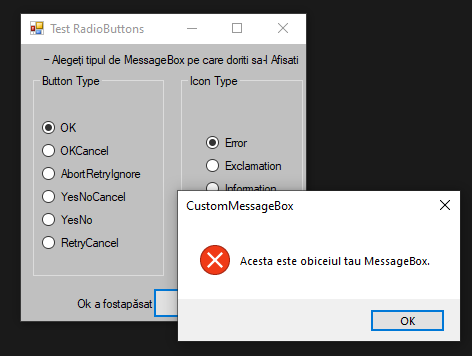 Test RadioButtons
– Alegeți tipul de MessageBox pe care doriti sa-l Afisati
Button Type
Icon Type
OK
OKCancel
AbortRetryIgnore
YesNoCancel
YesNo
RetryCancel
Error
Exclamation
Information
CustomMessageBox
Acesta este obiceiul tau MessageBox.
OK
Ok a fostapăsat